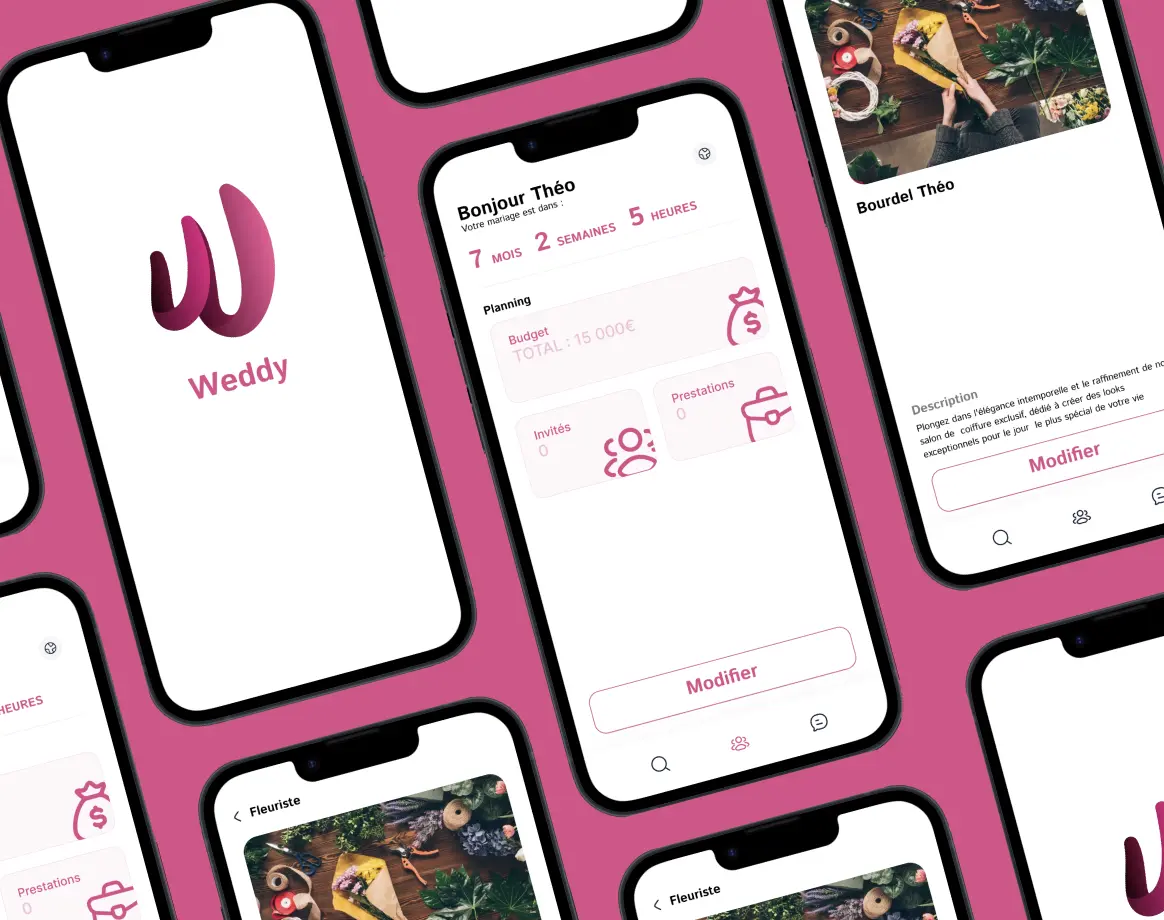 Weddy
Bonjour Théo
Votre mariage est dans :
7 MOIS 2 SEMAINES 5 HEURES
Planning
Budget
TOTAL : 15 000€
Invités
0
Prestations
0
Modifier
Bourdel Théo
Description
Plongez dans l'élégance intemporelle et le raffinement de no
salon de coiffure exclusif, dédié à créer des looks
exceptionnels pour le jour le plus spécial de votre vie
Modifier
HEURES
Prestations
0
Fleuriste
Fleuriste